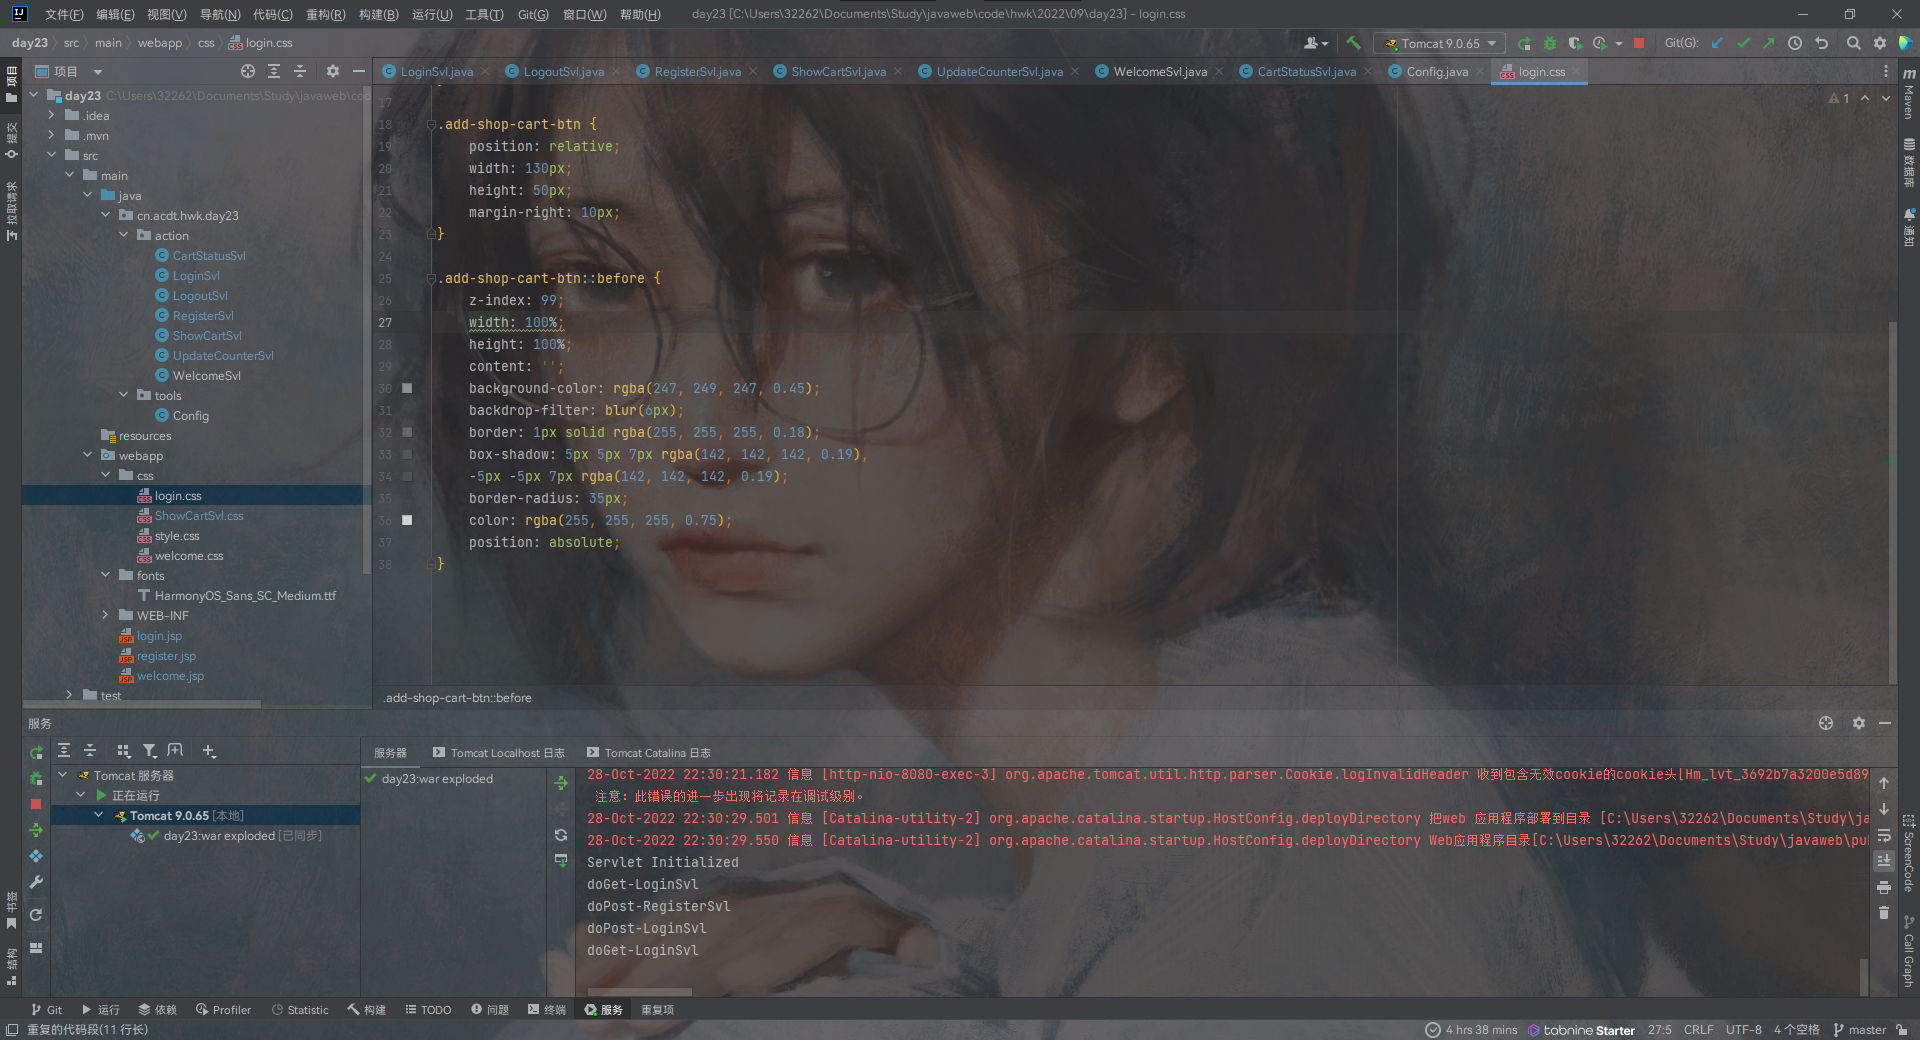 文件(F) 编辑(E) 视图(V) 导航(N) 代码(C) 重构(R) 构建(B) 运行(U) 工具(T) Git(G) 窗口(W) 帮助(H) day23 [C:\Users\32262\Documents\Study\javaweb\code\hwk\2022\09\day23] - login.css
day23 src main webapp css login.css
Tomcat 9.0.65 Git(G):
项目
提交
拉取请求
书签
结构
项目
day23 C:\Users\32262\Documents\Study\javaweb\cod
.idea
.mvn
src
main
java
cn.acdt.hwk.day23
action
CartStatusSvl
LoginSvl
LogoutSvl
RegisterSvl
ShowCartSvl
UpdateCounterSvl
WelcomeSvl
tools
Config
resources
webapp
css
login.css
ShowCartSvl.css
style.css
welcome.css
fonts
HarmonyOS_Sans_SC_Medium.ttf
WEB-INF
login.jsp
register.jsp
welcome.jsp
test
LoginSvl.java LogoutSvl.java RegisterSvl.java ShowCartSvl.java UpdateCounterSvl.java WelcomeSvl.java CartStatusSvl.java Config.java login.css
1
17 }
18 .add-shop-cart-btn {
19 position: relative;
20 width: 130px;
21 height: 50px;
22 margin-right: 10px;
23 }
24
25 .add-shop-cart-btn::before {
26 z-index: 99;
27 width: 100%;
28 height: 100%;
29 content: '';
30 background-color: rgba(247, 249, 247, 0.45);
31 backdrop-filter: blur(6px);
32 border: 1px solid rgba(255, 255, 255, 0.18);
33 box-shadow: 5px 5px 7px rgba(142, 142, 142, 0.19),
34 -5px -5px 7px rgba(142, 142, 142, 0.19);
35 border-radius: 35px;
36 color: rgba(255, 255, 255, 0.75);
37 position: absolute;
38 }
.add-shop-cart-btn::before
m Maven
数据库
通知
ScreenCode
Call Graph
服务
Tomcat 服务器
正在运行
Tomcat 9.0.65 [本地]
day23:war exploded [已同步]
服务器 Tomcat Localhost 日志 Tomcat Catalina 日志
day23:war exploded
28-Oct-2022 22:30:21.182 信息 [http-nio-8080-exec-3] org.apache.tomcat.util.http.parser.Cookie.logInvalidHeader 收到包含无效cookie的cookie头[Hm_lvt_3692b7a3200e5d89
注意：此错误的进一步出现将记录在调试级别。
28-Oct-2022 22:30:29.501 信息 [Catalina-utility-2] org.apache.catalina.startup.HostConfig.deployDirectory 把web 应用程序部署到目录 [C:\Users\32262\Documents\Study\ja
28-Oct-2022 22:30:29.550 信息 [Catalina-utility-2] org.apache.catalina.startup.HostConfig.deployDirectory Web应用程序目录[C:\Users\32262\Documents\Study\javaweb\pu
Servlet Initialized
doGet-LoginSvl
doPost-RegisterSvl
doPost-LoginSvl
doGet-LoginSvl
Git 运行 依赖 Profiler Statistic 构建 TODO 问题 终端 服务 重复项
重复的代码段(11 行长) 4 hrs 38 mins tabnine Starter 27:5 CRLF UTF-8 4 个空格 master